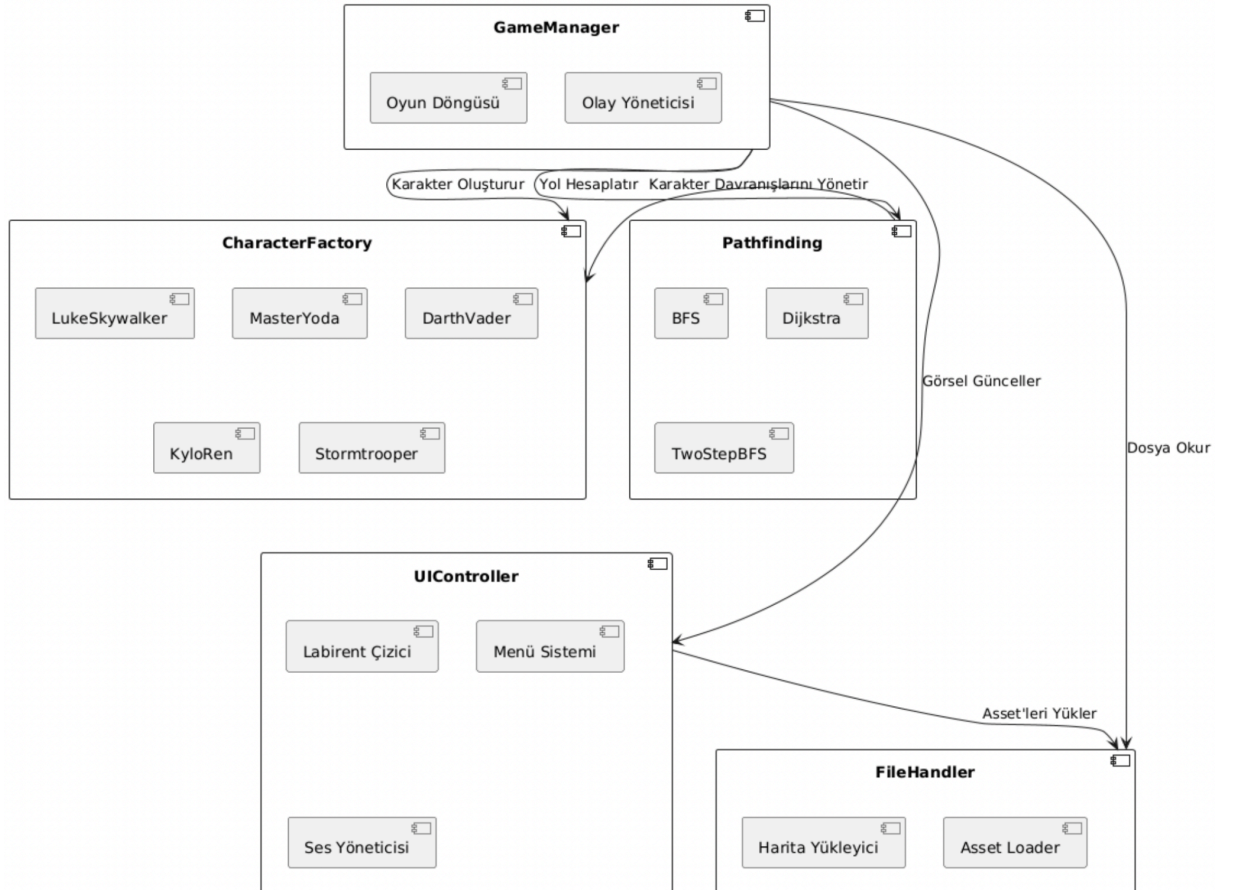 GameManager
Oyun Döngüsü
Olay Yöneticisi
Karakter Oluşturur
Yol Hesaplatır
Karakter Davranışlarını Yönetir
CharacterFactory
Pathfinding
LukeSkywalker
MasterYoda
DarthVader
BFS
Dijkstra
Görsel Günceller
KyloRen
Stormtrooper
TwoStepBFS
Dosya Okur
UIController
Labirent Çizici
Menü Sistemi
Asset'leri Yükler
FileHandler
Ses Yöneticisi
Harita Yükleyici
Asset Loader